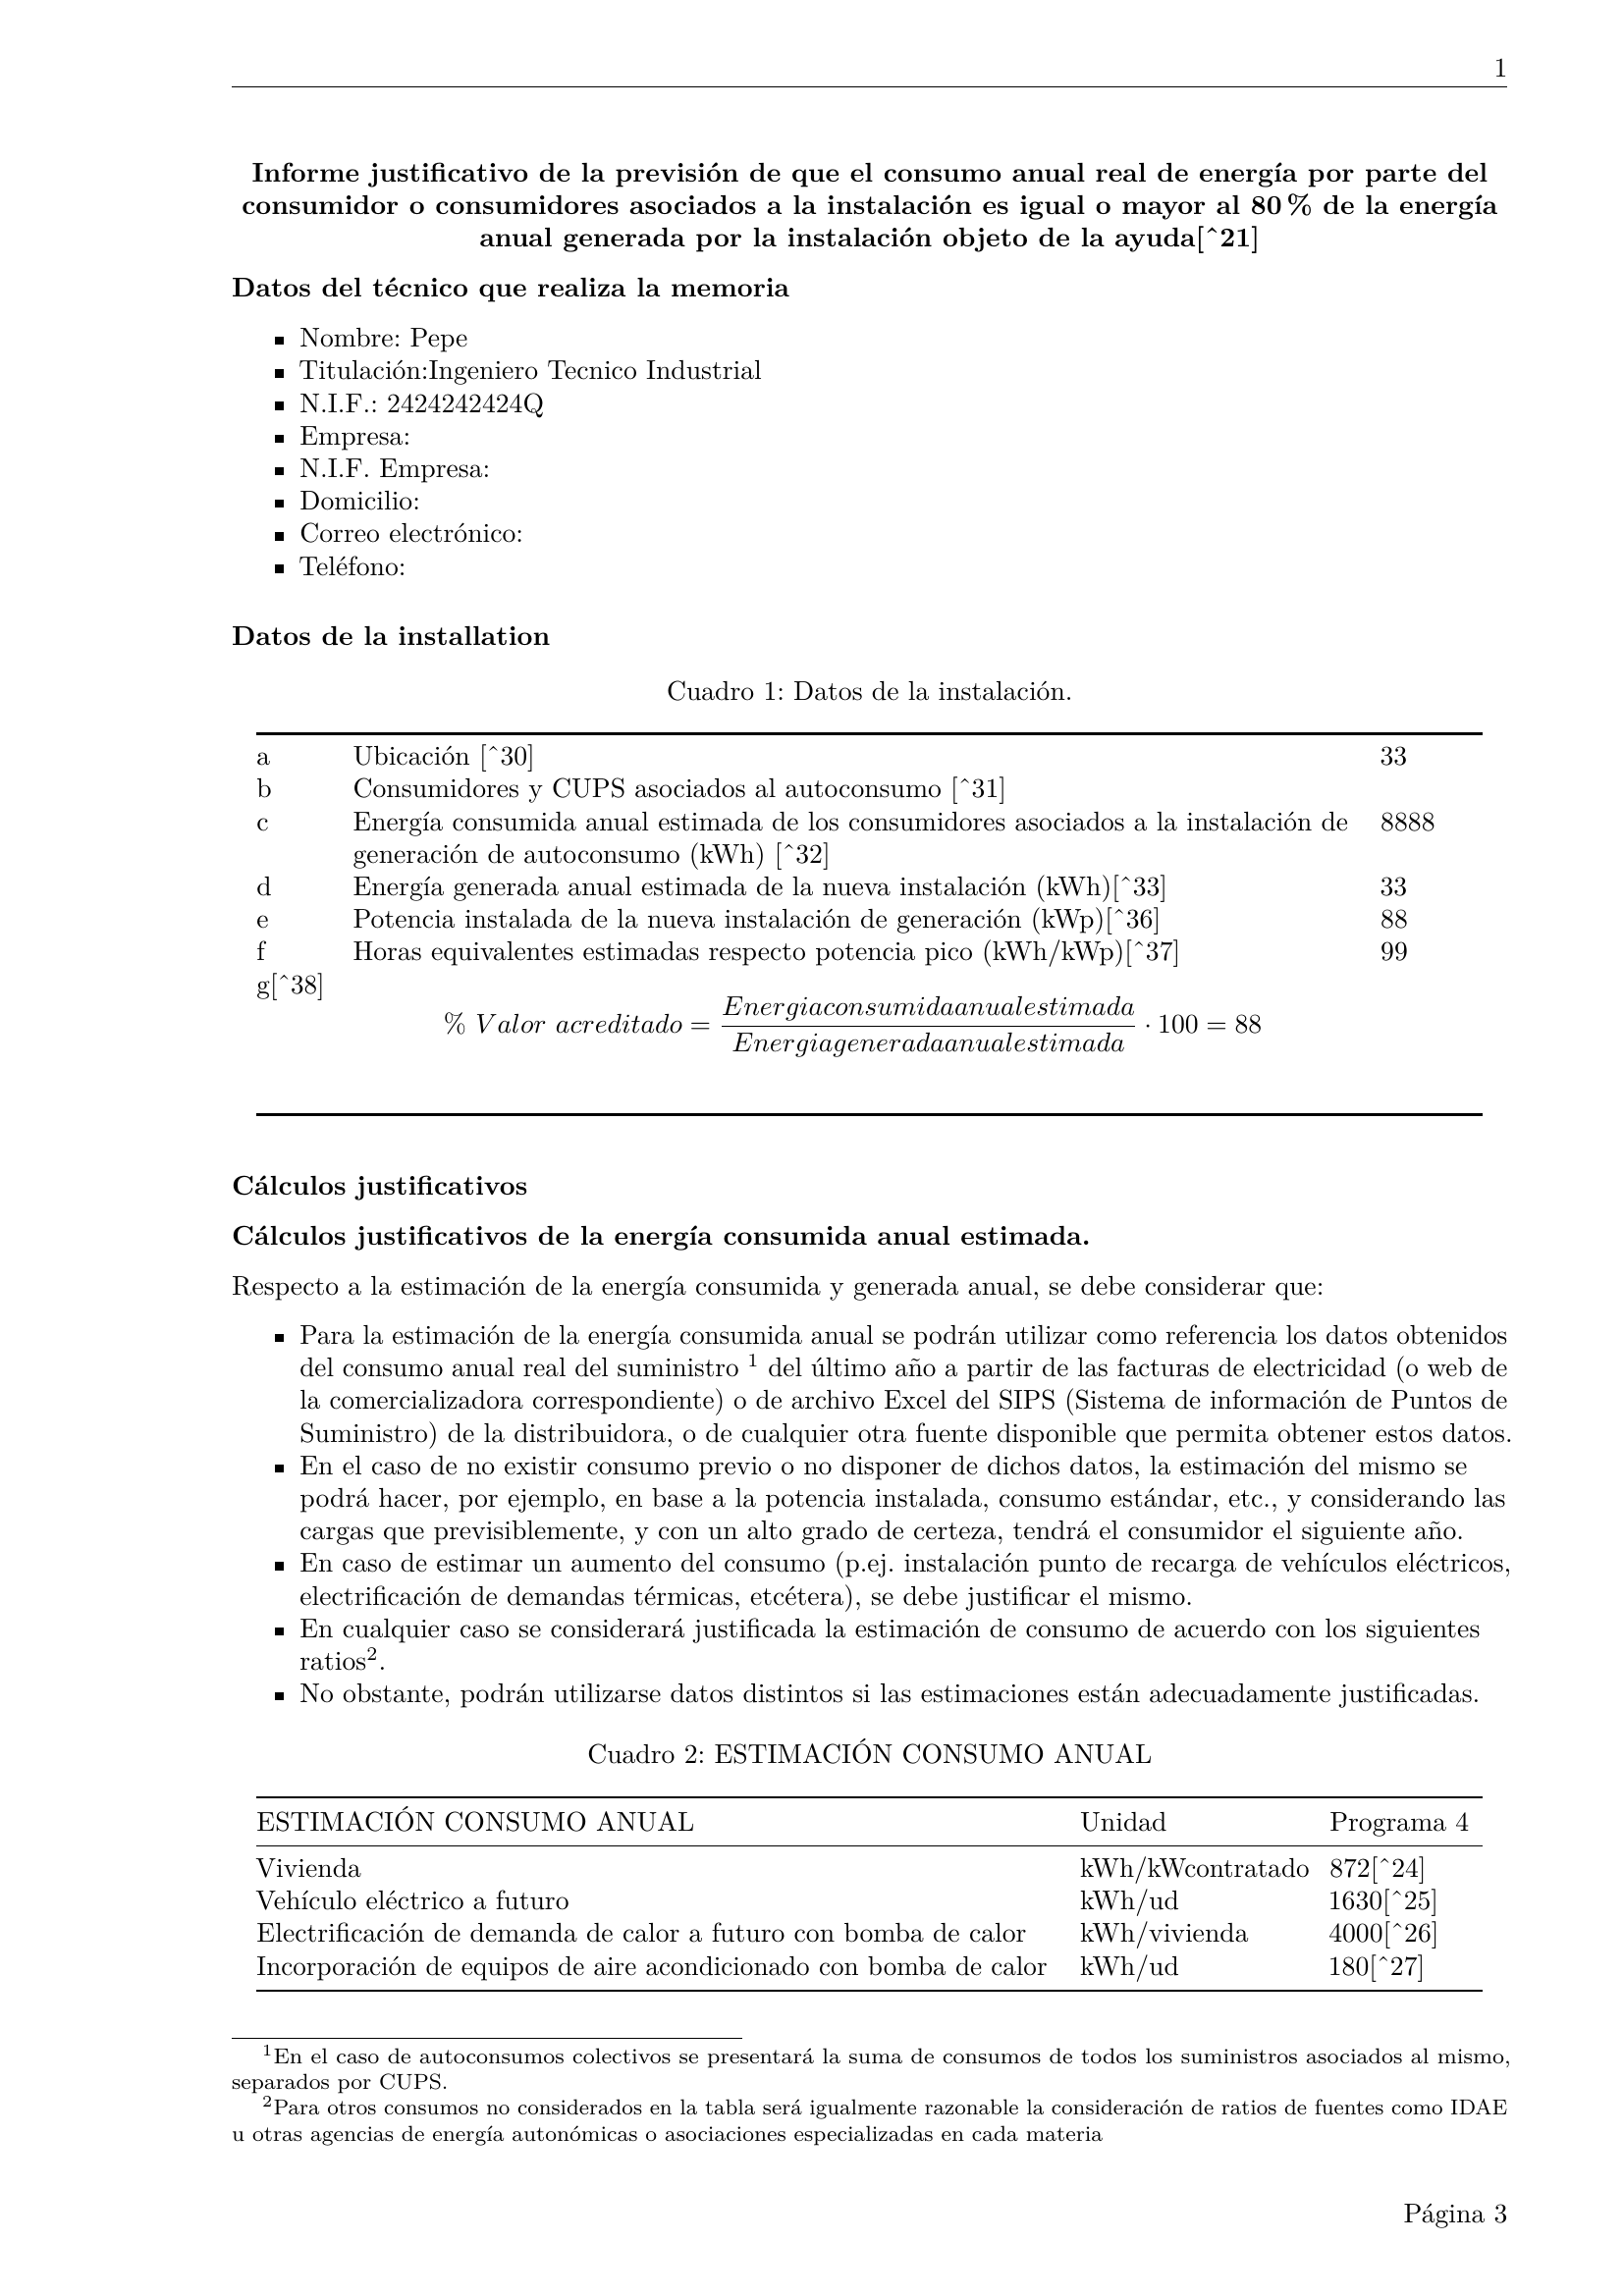 1
Informe justificativo de la previsión de que el consumo anual real de energía por parte del
consumidor o consumidores asociados a la instalación es igual o mayor al 80 % de la energía
anual generada por la instalación objeto de la ayuda[^21]
Datos del técnico que realiza la memoria
▪ Nombre: Pepe
▪ Titulación:Ingeniero Tecnico Industrial
▪ N.I.F.: 2424242424Q
▪ Empresa:
▪ N.I.F. Empresa:
▪ Domicilio:
▪ Correo electrónico:
▪ Teléfono:
Datos de la installation
Cuadro 1: Datos de la instalación.
a Ubicación [^30] 33
b Consumidores y CUPS asociados al autoconsumo [^31]
c Energía consumida anual estimada de los consumidores asociados a la instalación de 8888
generación de autoconsumo (kWh) [^32]
d Energía generada anual estimada de la nueva instalación (kWh)[^33] 33
e Potencia instalada de la nueva instalación de generación (kWp)[^36] 88
f Horas equivalentes estimadas respecto potencia pico (kWh/kWp)[^37] 99
g[^38]
% Valor acreditado = Energiaconsumidaanualestimada / Energiageneradaanualestimada · 100 = 88
Cálculos justificativos
Cálculos justificativos de la energía consumida anual estimada.
Respecto a la estimación de la energía consumida y generada anual, se debe considerar que:
▪ Para la estimación de la energía consumida anual se podrán utilizar como referencia los datos obtenidos
del consumo anual real del suministro ¹ del último año a partir de las facturas de electricidad (o web de
la comercializadora correspondiente) o de archivo Excel del SIPS (Sistema de información de Puntos de
Suministro) de la distribuidora, o de cualquier otra fuente disponible que permita obtener estos datos.
▪ En el caso de no existir consumo previo o no disponer de dichos datos, la estimación del mismo se
podrá hacer, por ejemplo, en base a la potencia instalada, consumo estándar, etc., y considerando las
cargas que previsiblemente, y con un alto grado de certeza, tendrá el consumidor el siguiente año.
▪ En caso de estimar un aumento del consumo (p.ej. instalación punto de recarga de vehículos eléctricos,
electrificación de demandas térmicas, etcétera), se debe justificar el mismo.
▪ En cualquier caso se considerará justificada la estimación de consumo de acuerdo con los siguientes
ratios².
▪ No obstante, podrán utilizarse datos distintos si las estimaciones están adecuadamente justificadas.
Cuadro 2: ESTIMACIÓN CONSUMO ANUAL
ESTIMACIÓN CONSUMO ANUAL Unidad Programa 4
Vivienda kWh/kWcontratado 872[^24]
Vehículo eléctrico a futuro kWh/ud 1630[^25]
Electrificación de demanda de calor a futuro con bomba de calor kWh/vivienda 4000[^26]
Incorporación de equipos de aire acondicionado con bomba de calor kWh/ud 180[^27]
¹En el caso de autoconsumos colectivos se presentará la suma de consumos de todos los suministros asociados al mismo,
separados por CUPS.
²Para otros consumos no considerados en la tabla será igualmente razonable la consideración de ratios de fuentes como IDAE
u otras agencias de energía autonómicas o asociaciones especializadas en cada materia
Página 3